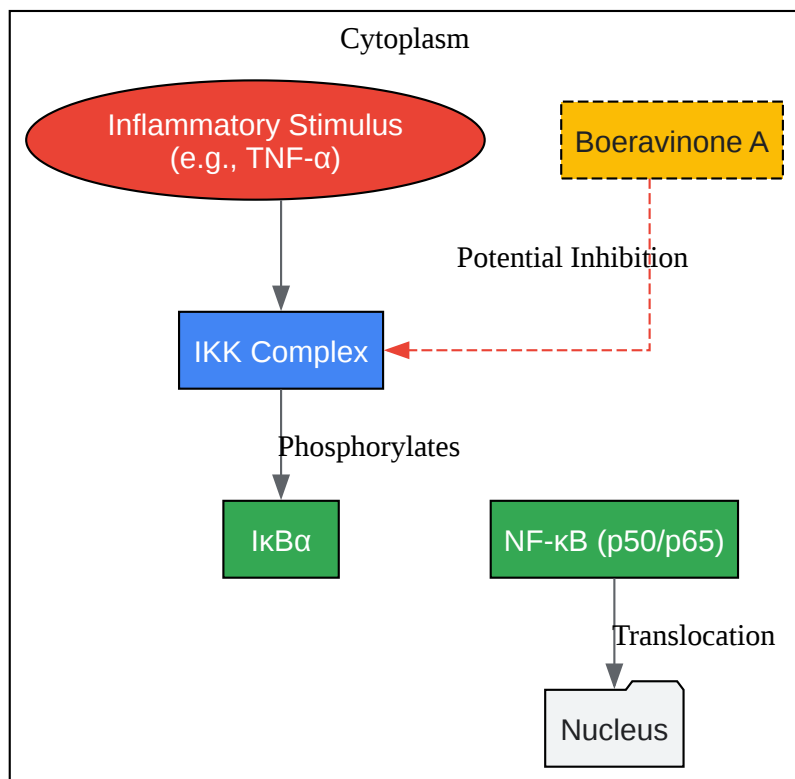 Cytoplasm
Inflammatory Stimulus
(e.g., TNF-α)
Boeravinone A
Potential Inhibition
IKK Complex
Phosphorylates
IκBα
NF-κB (p50/p65)
Translocation
Nucleus